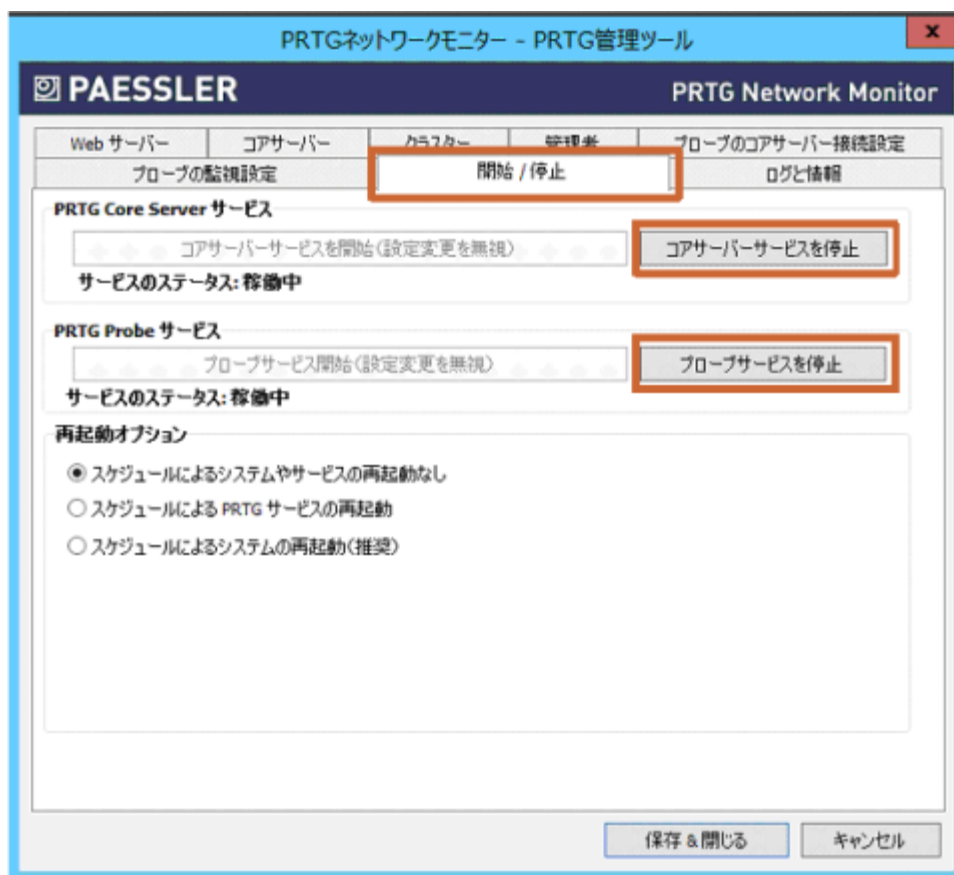 PRTGネットワークモニター - PRTG管理ツール
x
PAESSLER
PRTG Network Monitor
Web サーバー
コアサーバー
クラスター
管理者
プローブのコアサーバー接続設定
プローブの監視設定
開始 / 停止
ログと情報
PRTG Core Server サービス
コアサーバーサービスを開始(設定変更を無視)
コアサーバーサービスを停止
サービスのステータス: 稼働中
PRTG Probe サービス
プローブサービス開始(設定変更を無視)
プローブサービスを停止
サービスのステータス: 稼働中
再起動オプション
スケジュールによるシステムやサービスの再起動なし
スケジュールによる PRTG サービスの再起動
スケジュールによるシステムの再起動(推奨)
保存 & 閉じる
キャンセル